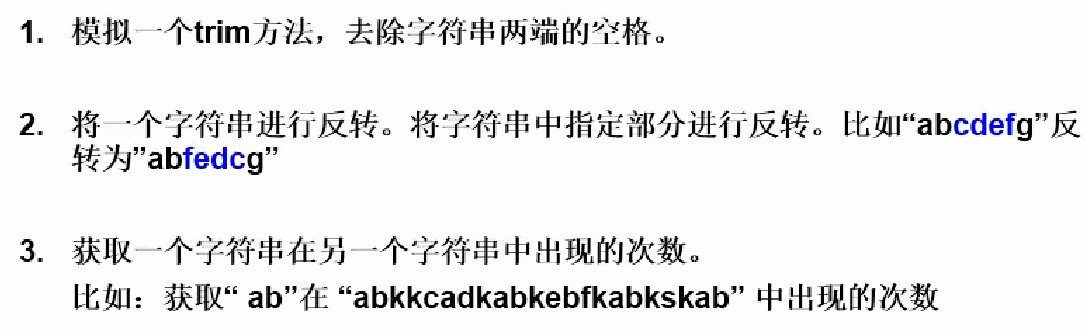 1. 模拟一个trim方法，去除字符串两端的空格。
2. 将一个字符串进行反转。将字符串中指定部分进行反转。比如“abcdefg”反
转为”abfedcg”
3. 获取一个字符串在另一个字符串中出现的次数。
比如：获取“ ab”在 “abkkcadkabkebfkabkskab” 中出现的次数